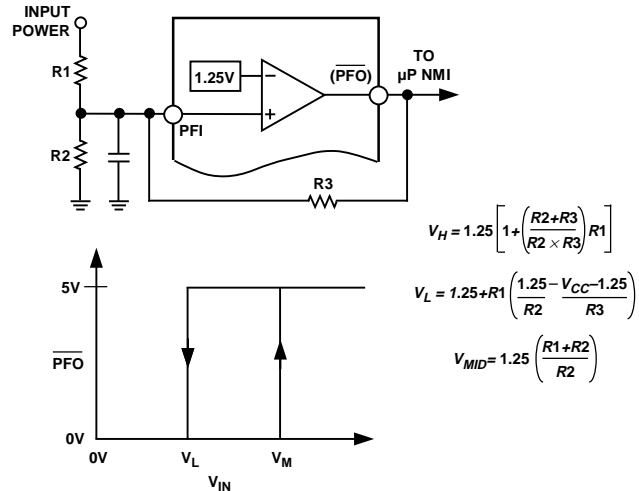 INPUT
POWER
R1
1.25V
(PFO)
TO
µP NMI
PFI
R2
R3
V_H = 1.25 [1+((R2+R3)/(R2 × R3)) R1]
V_L = 1.25+R1 (1.25/R2 − (V_CC−1.25)/R3)
V_MID = 1.25 ((R1+R2)/R2)
5V
PFO
0V
0V
V_L
V_M
V_IN